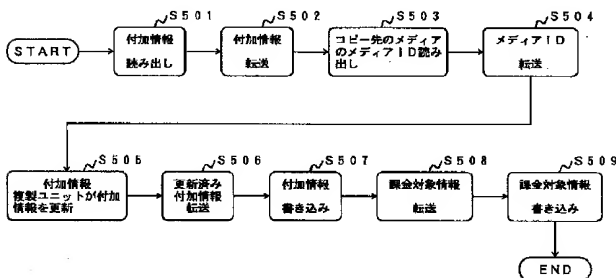 START
S501
付加情報
読み出し
S502
付加情報
転送
S503
コピー先のメディア
のメディアID読み
出し
S504
メディアID
転送
S505
付加情報
複製ユニットが付加
情報を更新
S506
更新済み
付加情報
転送
S507
付加情報
書き込み
S508
課金対象情報
転送
S509
課金対象情報
書き込み
END